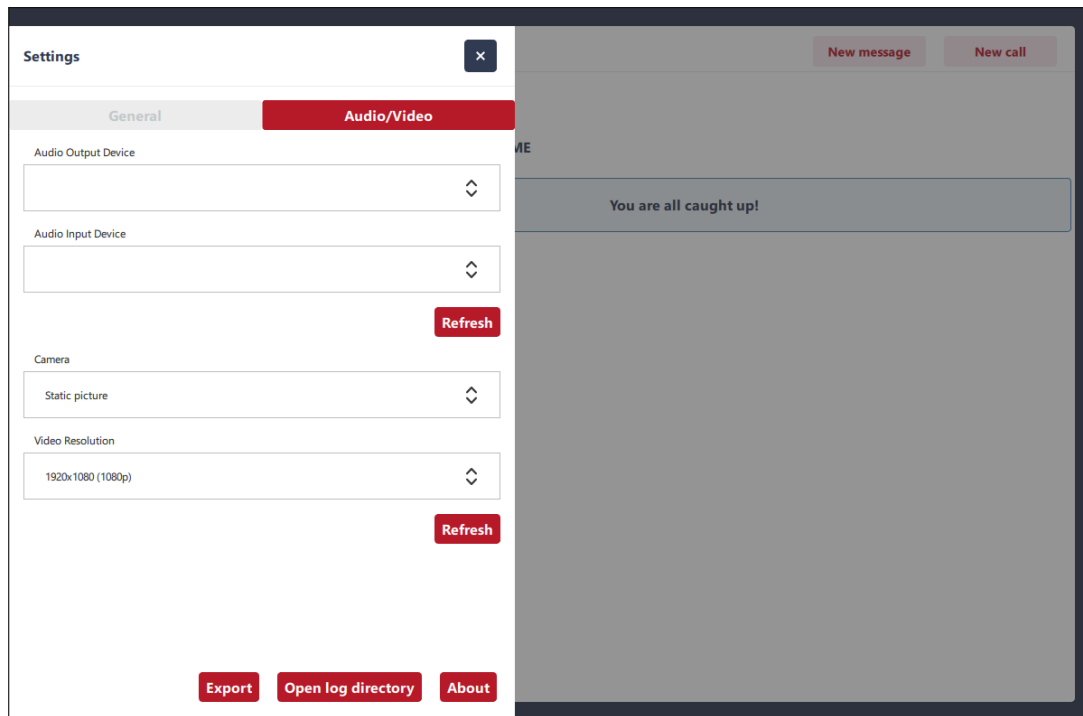 Settings
×
New message
New call
General
Audio/Video
Audio Output Device
ME
You are all caught up!
Audio Input Device
Refresh
Camera
Static picture
Video Resolution
1920x1080 (1080p)
Refresh
Export
Open log directory
About